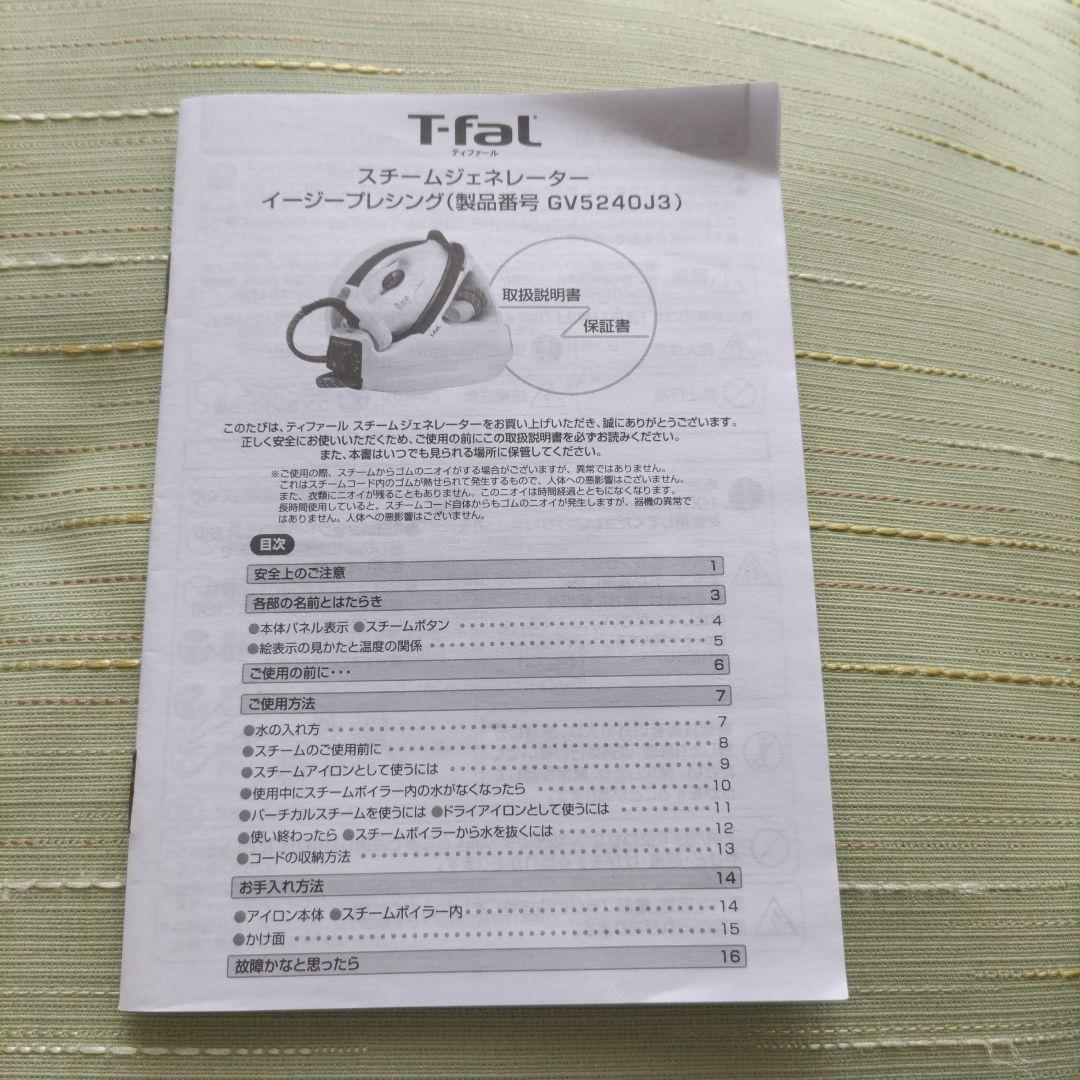 T-fal
ティファール
スチームジェネレーター
イージープレシング(製品番号 GV5240J3)
取扱説明書
保証書
T-fal
このたびは、ティファール スチームジェネレーターをお買い上げいただき、誠にありがとうございます。
正しく安全にお使いいただくため、ご使用の前にこの取扱説明書を必ずお読みください。
また、本書はいつでも見られる場所に保管してください。
※ご使用の際、スチームからゴムのニオイがする場合がございますが、異常ではありません。
これはスチームコード内のゴムが熱せられて発生するもので、人体への悪影響はございません。
また、衣類にニオイが残ることもありません。このニオイは時間経過とともになくなります。
長時間使用していると、スチームコード自体からもゴムのニオイが発生しますが、器機の異常で
はありません。人体への悪影響はございません。
目次
安全上のご注意 1
各部の名前とはたらき 3
●本体パネル表示 ●スチームボタン ・・・・・・・・・・・・・・・・・・・・・・・・ 4
●絵表示の見かたと温度の関係 ・・・・・・・・・・・・・・・・・・・・・・・・・・・ 5
ご使用の前に・・・ 6
ご使用方法 7
●水の入れ方 ・・・・・・・・・・・・・・・・・・・・・・・・・・・・・・・・ 7
●スチームのご使用前に ・・・・・・・・・・・・・・・・・・・・・・・・・・・・ 8
●スチームアイロンとして使うには ・・・・・・・・・・・・・・・・・・・・・・ 9
●使用中にスチームボイラー内の水がなくなったら ・・・・・・・・・・・・・・ 10
●バーチカルスチームを使うには ●ドライアイロンとして使うには ・・・・・・・・ 11
●使い終わったら ●スチームボイラーから水を抜くには ・・・・・・・・・・・・・ 12
●コードの収納方法 ・・・・・・・・・・・・・・・・・・・・・・・・・・・・・・ 13
お手入れ方法 14
●アイロン本体 ●スチームボイラー内・・・・・・・・・・・・・・・・・・・・・・ 14
●かけ面 ・・・・・・・・・・・・・・・・・・・・・・・・・・・・・・・・・・・・ 15
故障かなと思ったら 16